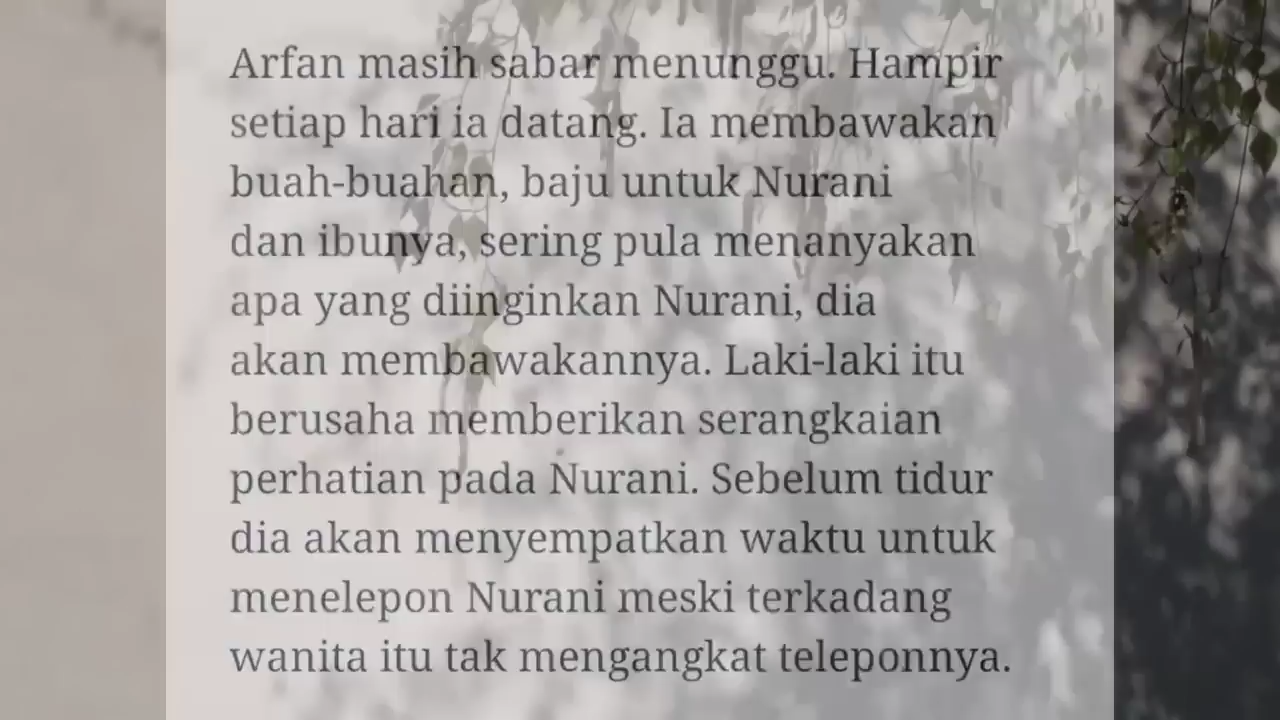 Arfan masih sabar menunggu. Hampir
setiap hari ia datang. Ia membawakan
buah-buahan, baju untuk Nurani
dan ibunya, sering pula menanyakan
apa yang diinginkan Nurani, dia
akan membawakannya. Laki-laki itu
berusaha memberikan serangkaian
perhatian pada Nurani. Sebelum tidur
dia akan menyempatkan waktu untuk
menelepon Nurani meski terkadang
wanita itu tak mengangkat teleponnya.